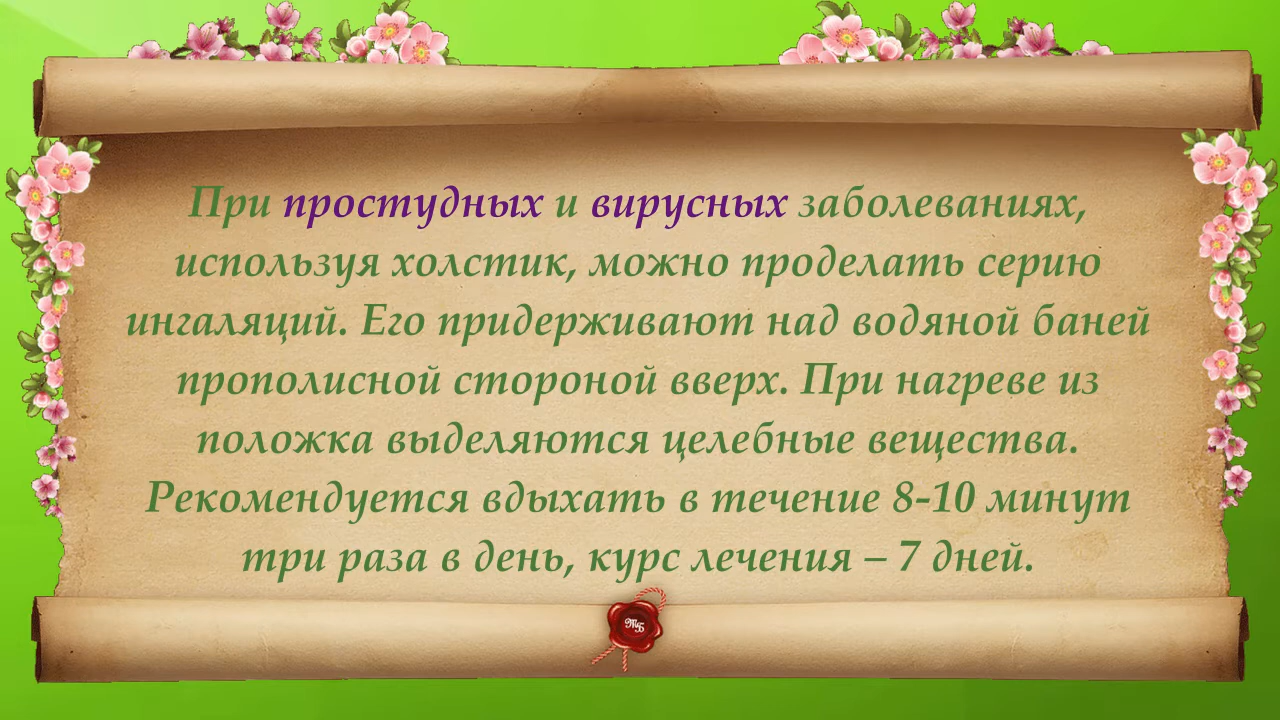 При простудных и вирусных заболеваниях,
используя холстик, можно проделать серию
ингаляций. Его придерживают над водяной баней
прополисной стороной вверх. При нагреве из
положка выделяются целебные вещества.
Рекомендуется вдыхать в течение 8-10 минут
три раза в день, курс лечения – 7 дней.
ТБ